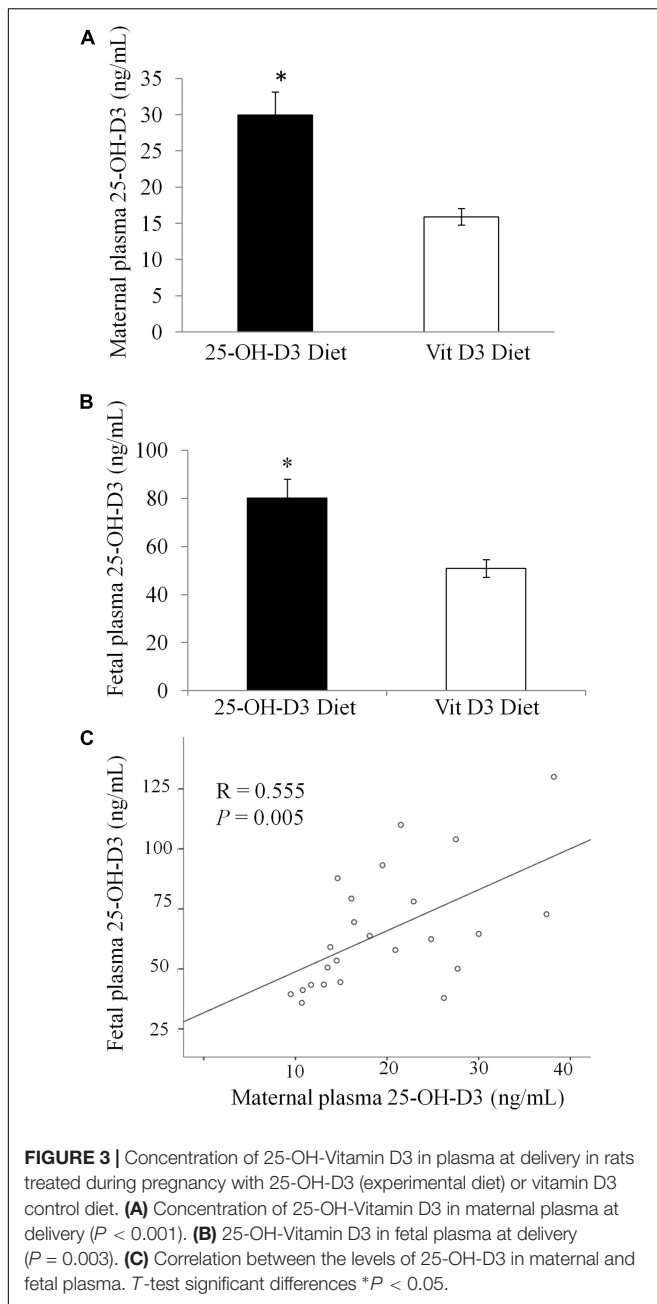 A
Maternal plasma 25-OH-D3 (ng/mL)
35
30
25
20
15
10
5
0
*
25-OH-D3 Diet Vit D3 Diet
B
Fetal plasma 25-OH-D3 (ng/mL)
100
80
60
40
20
0
*
25-OH-D3 Diet Vit D3 Diet
C
Fetal plasma 25-OH-D3 (ng/mL)
125
100
75
50
25
R = 0.555
P = 0.005
10 20 30 40
Maternal plasma 25-OH-D3 (ng/mL)
FIGURE 3 | Concentration of 25-OH-Vitamin D3 in plasma at delivery in rats
treated during pregnancy with 25-OH-D3 (experimental diet) or vitamin D3
control diet. (A) Concentration of 25-OH-Vitamin D3 in maternal plasma at
delivery (P < 0.001). (B) 25-OH-Vitamin D3 in fetal plasma at delivery
(P = 0.003). (C) Correlation between the levels of 25-OH-D3 in maternal and
fetal plasma. T-test significant differences *P < 0.05.